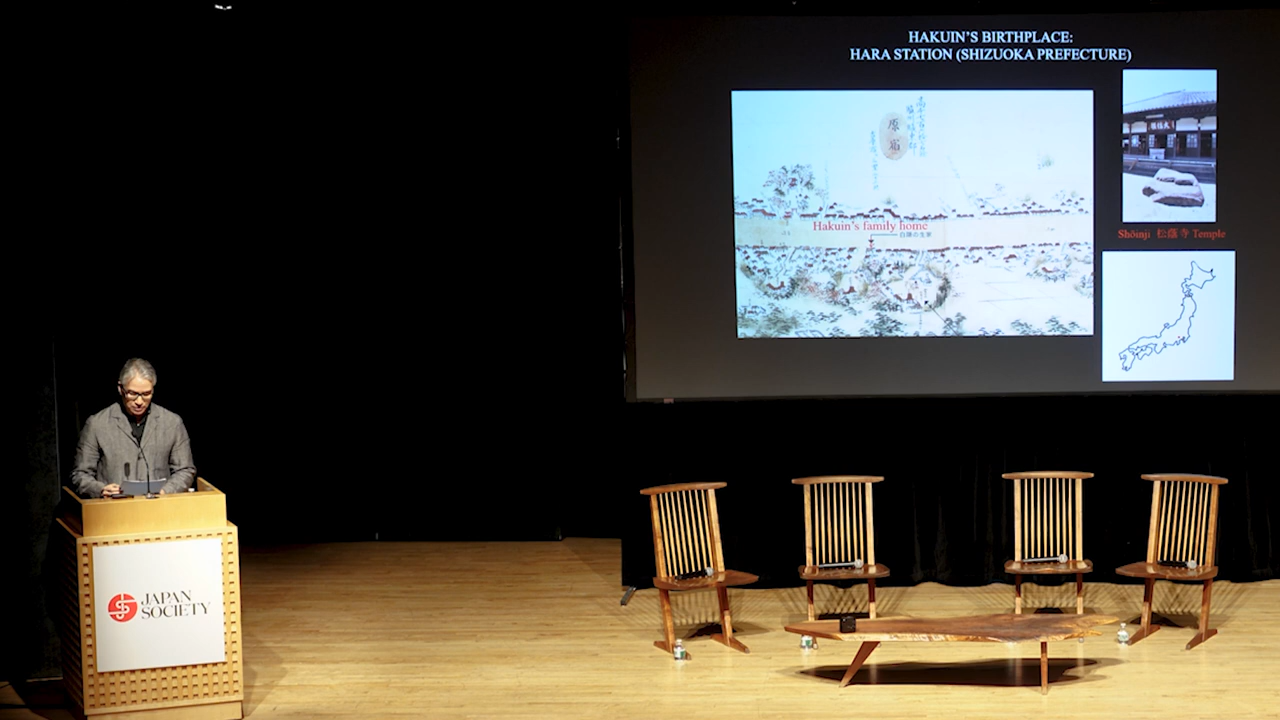 HAKUIN'S BIRTHPLACE:
HARA STATION (SHIZUOKA PREFECTURE)
原宿
Hakuin's family home
白隠の生家
Shōinji 松蔭寺 Temple
JAPAN
SOCIETY